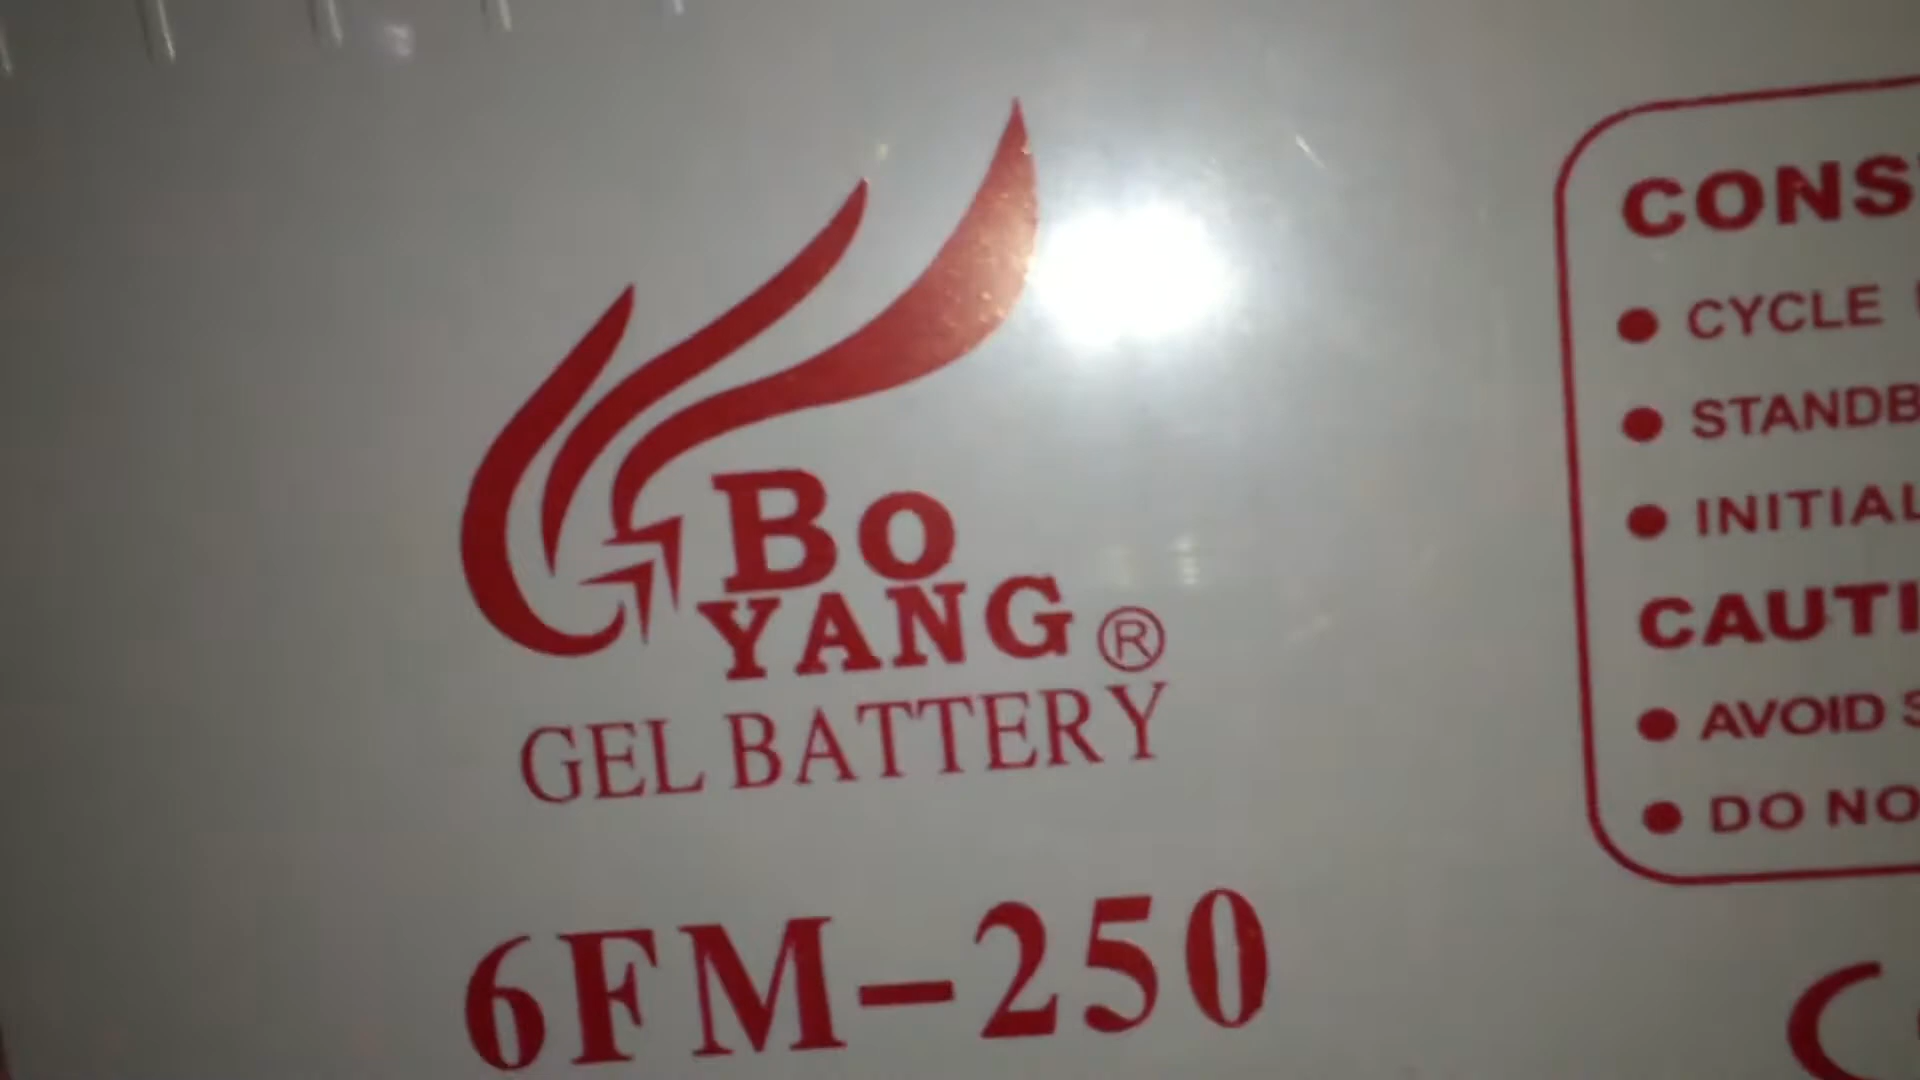 Bo
YANG®
GEL BATTERY
6FM-250
CONS
● CYCLE
● STANDB
● INITIAL
CAUTI
● AVOID S
● DO NO